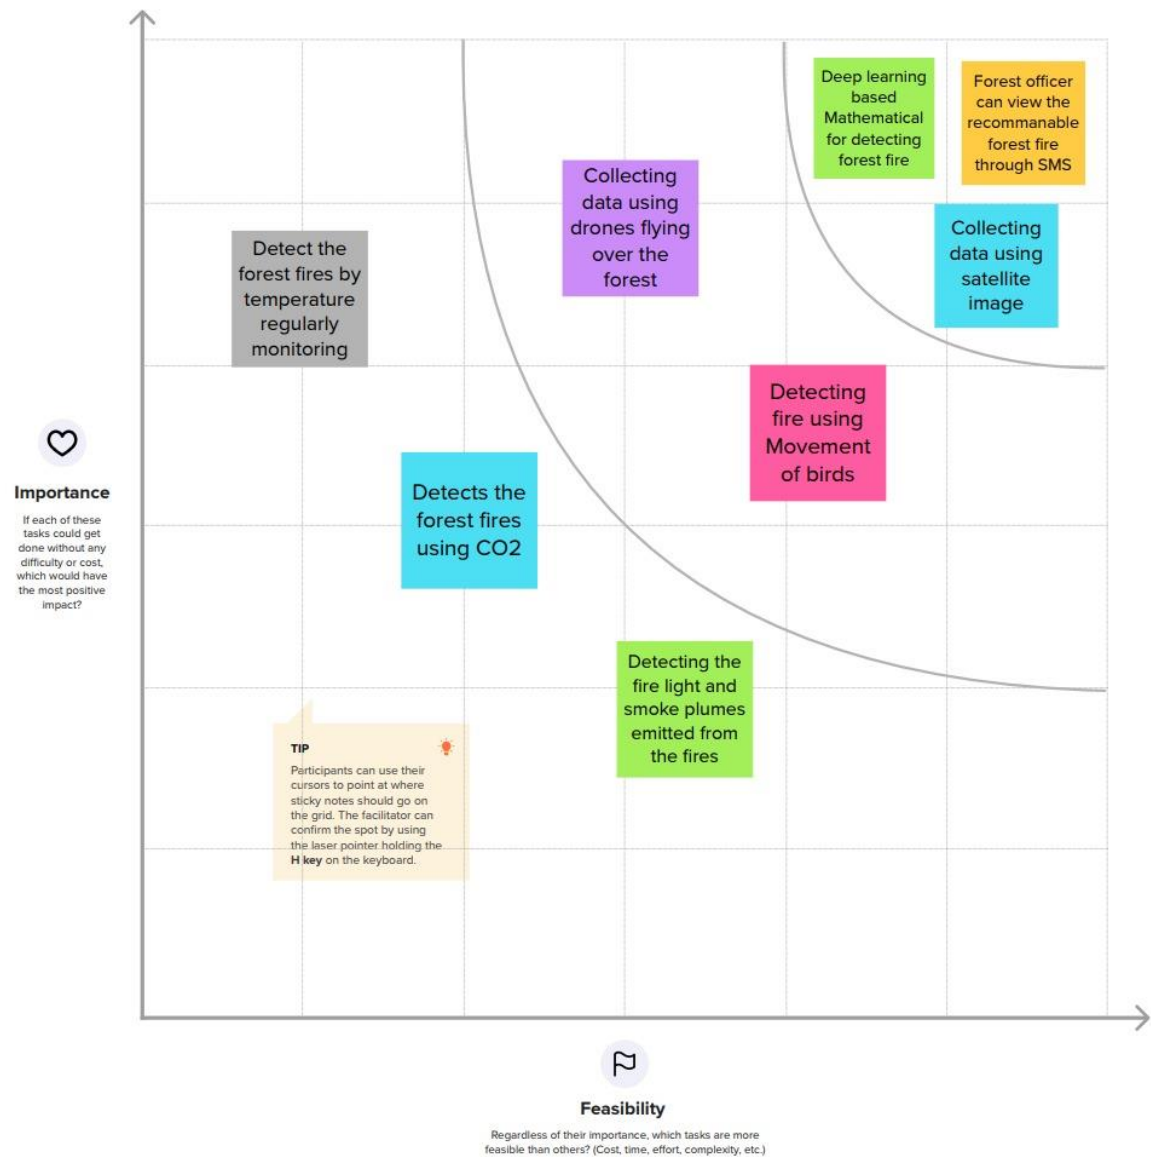 Deep learning
based
Mathematical
for detecting
forest fire
Forest officer
can view the
recommanable
forest fire
through SMS
Collecting
data using
drones flying
over the
forest
Collecting
data using
satellite
image
Detect the
forest fires by
temperature
regularly
monitoring
Detecting
fire using
Movement
of birds
Importance
If each of these
tasks could get
done without any
difficulty or cost,
which would have
the most positive
impact?
Detects the
forest fires
using CO2
Detecting the
fire light and
smoke plumes
emitted from
the fires
TIP
Participants can use their
cursors to point at where
sticky notes should go on
the grid. The facilitator can
confirm the spot by using
the laser pointer holding the
H key on the keyboard.
Feasibility
Regardless of their importance, which tasks are more
feasible than others? (Cost, time, effort, complexity, etc.)